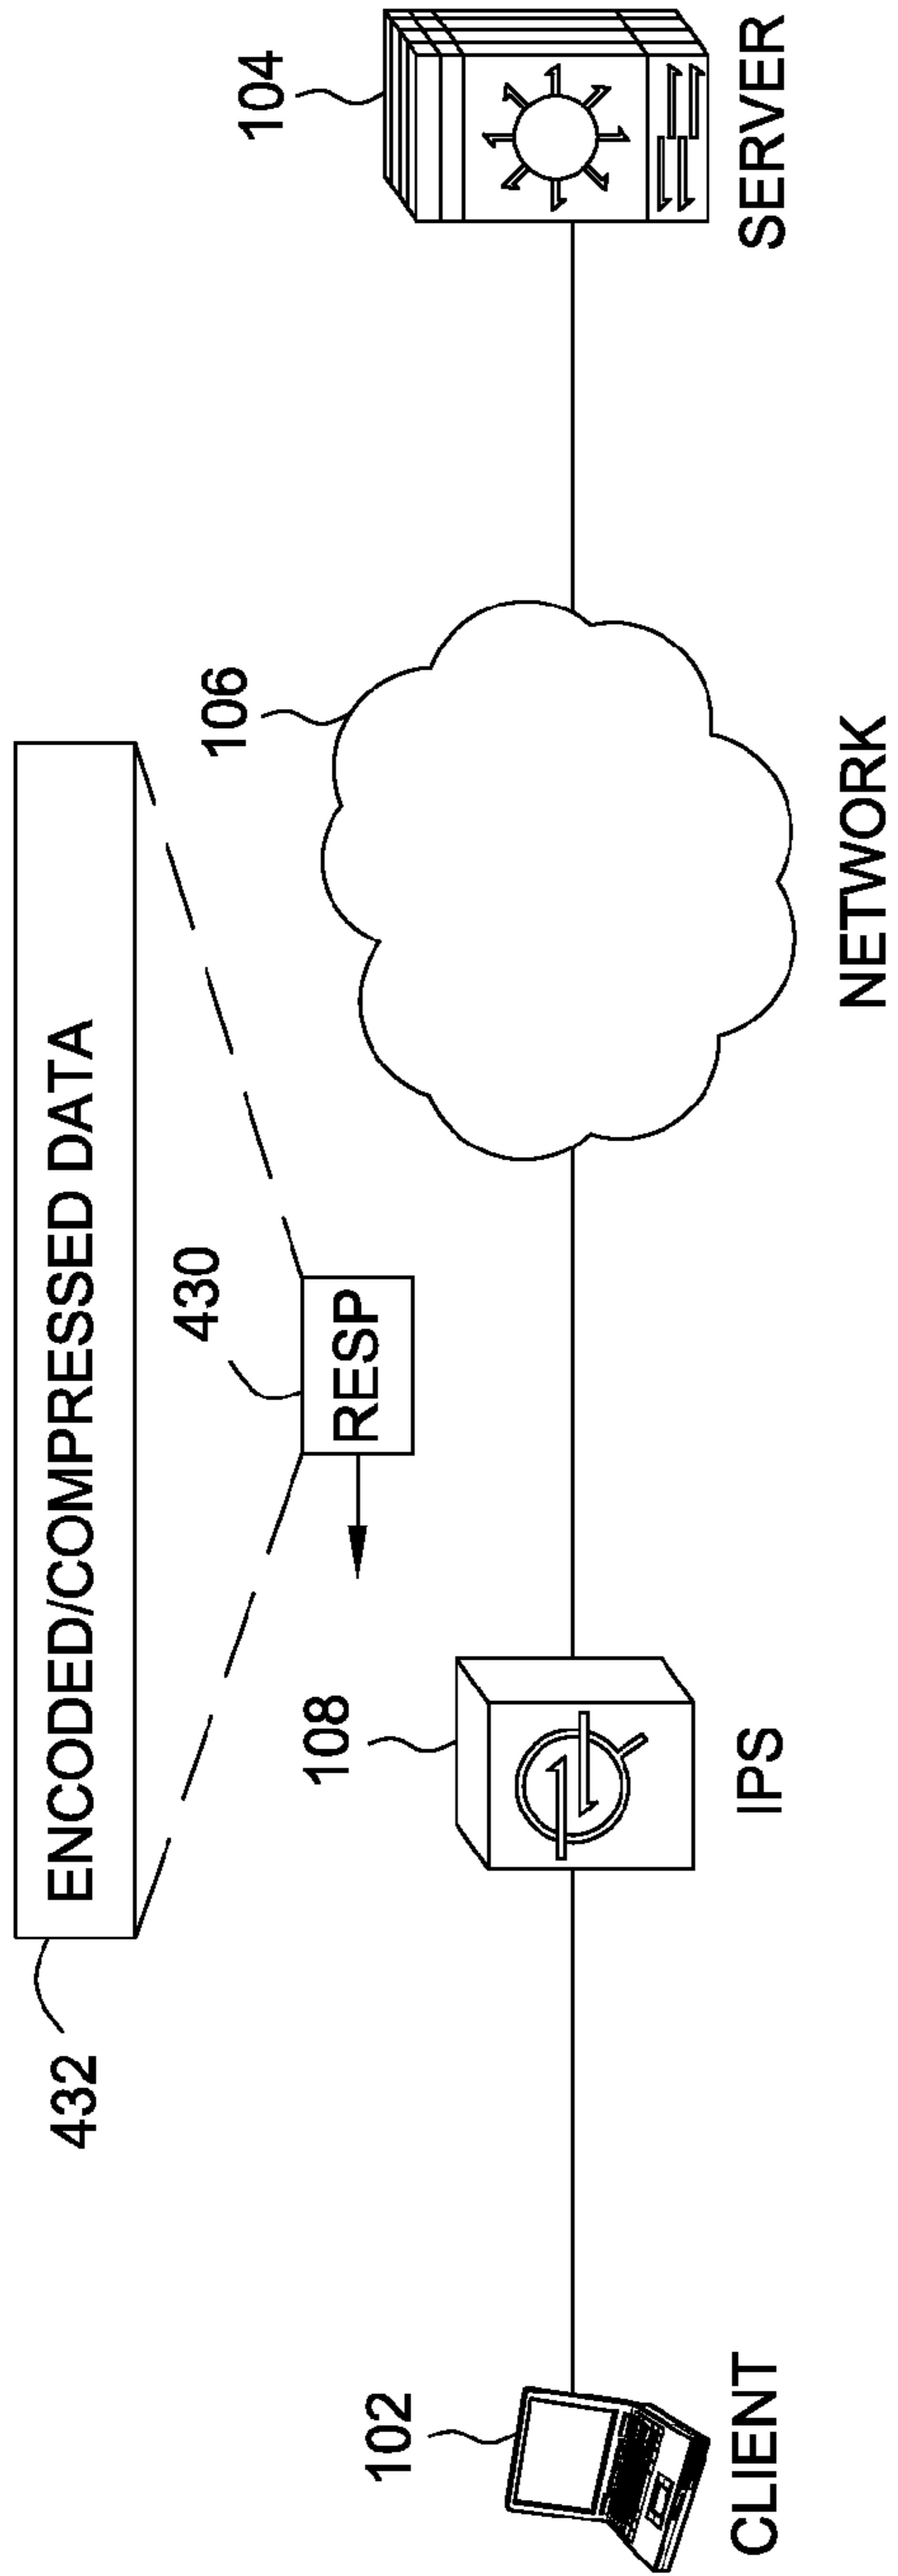 ENCODED/COMPRESSED DATA
432
430
RESP
106
104
108
102
CLIENT
IPS
NETWORK
SERVER